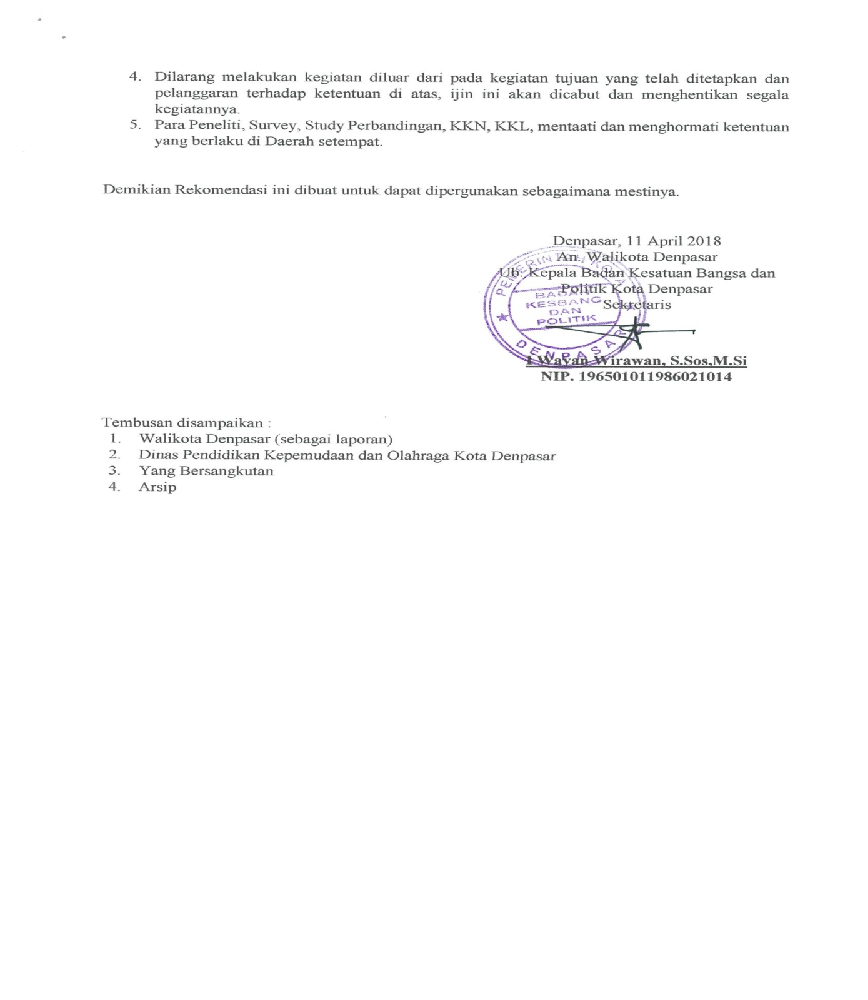 4. Dilarang melakukan kegiatan diluar dari pada kegiatan tujuan yang telah ditetapkan dan
pelanggaran terhadap ketentuan di atas, ijin ini akan dicabut dan menghentikan segala
kegiatannya.
5. Para Peneliti, Survey, Study Perbandingan, KKN, KKL, mentaati dan menghormati ketentuan
yang berlaku di Daerah setempat.
Demikian Rekomendasi ini dibuat untuk dapat dipergunakan sebagaimana mestinya.
Denpasar, 11 April 2018
An. Walikota Denpasar
Ub. Kepala Badan Kesatuan Bangsa dan
Politik Kota Denpasar
Sekretaris
PEMERINTAH KOTA
BADAN
KESBANG
DAN
POLITIK
DENPASAR
I Wayan Wirawan, S.Sos,M.Si
NIP. 196501011986021014
Tembusan disampaikan :
1. Walikota Denpasar (sebagai laporan)
2. Dinas Pendidikan Kepemudaan dan Olahraga Kota Denpasar
3. Yang Bersangkutan
4. Arsip